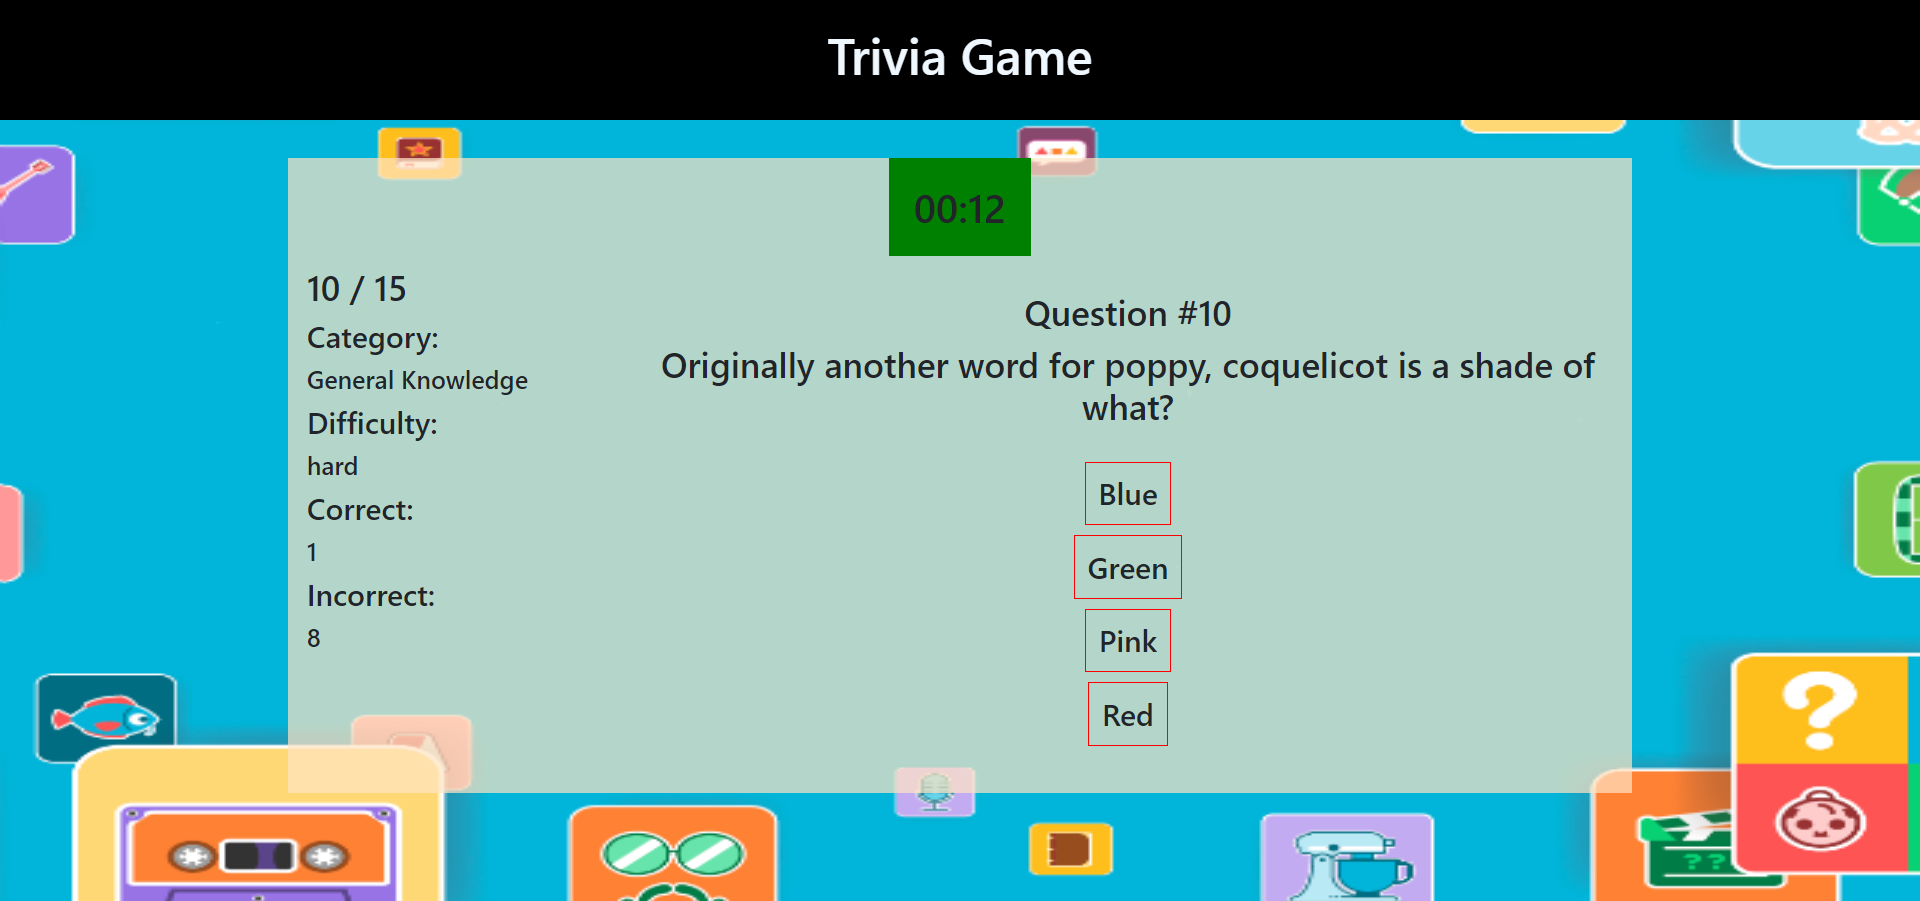 Trivia Game
00:12
10 / 15
Category:
General Knowledge
Difficulty:
hard
Correct:
1
Incorrect:
8
Question #10
Originally another word for poppy, coquelicot is a shade of
what?
Blue
Green
Pink
Red
?
??